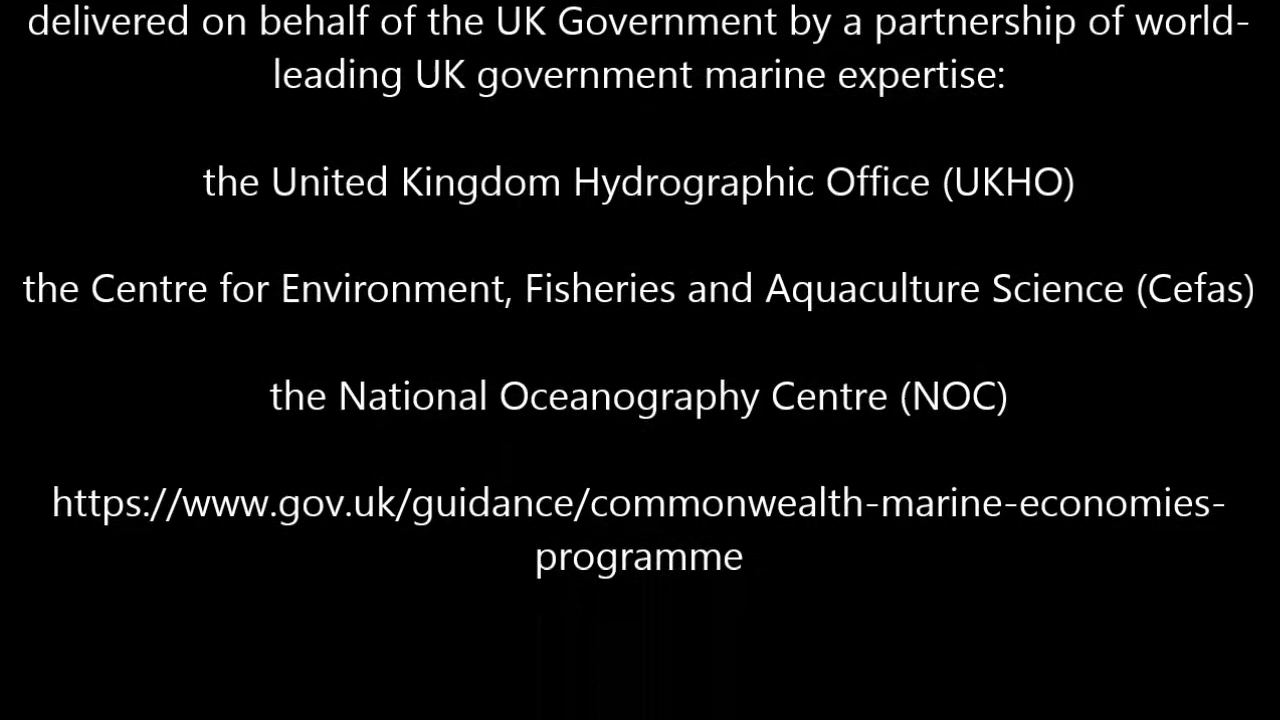 delivered on behalf of the UK Government by a partnership of world-
leading UK government marine expertise:
the United Kingdom Hydrographic Office (UKHO)
the Centre for Environment, Fisheries and Aquaculture Science (Cefas)
the National Oceanography Centre (NOC)
https://www.gov.uk/guidance/commonwealth-marine-economies-
programme